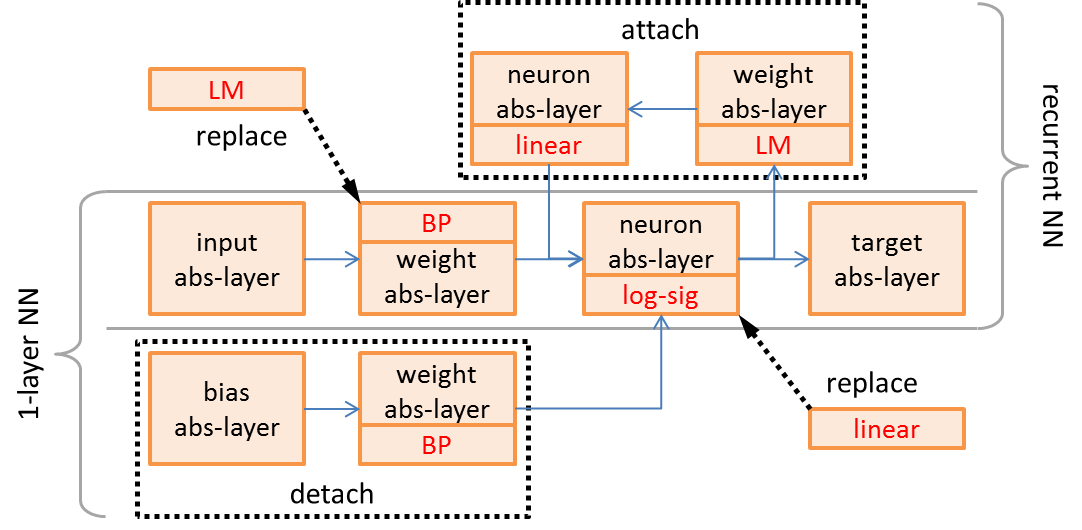 attach
neuron
abs-layer
linear
weight
abs-layer
LM
LM
replace
recurrent NN
input
abs-layer
BP
weight
abs-layer
neuron
abs-layer
log-sig
target
abs-layer
1-layer NN
bias
abs-layer
weight
abs-layer
BP
detach
replace
linear